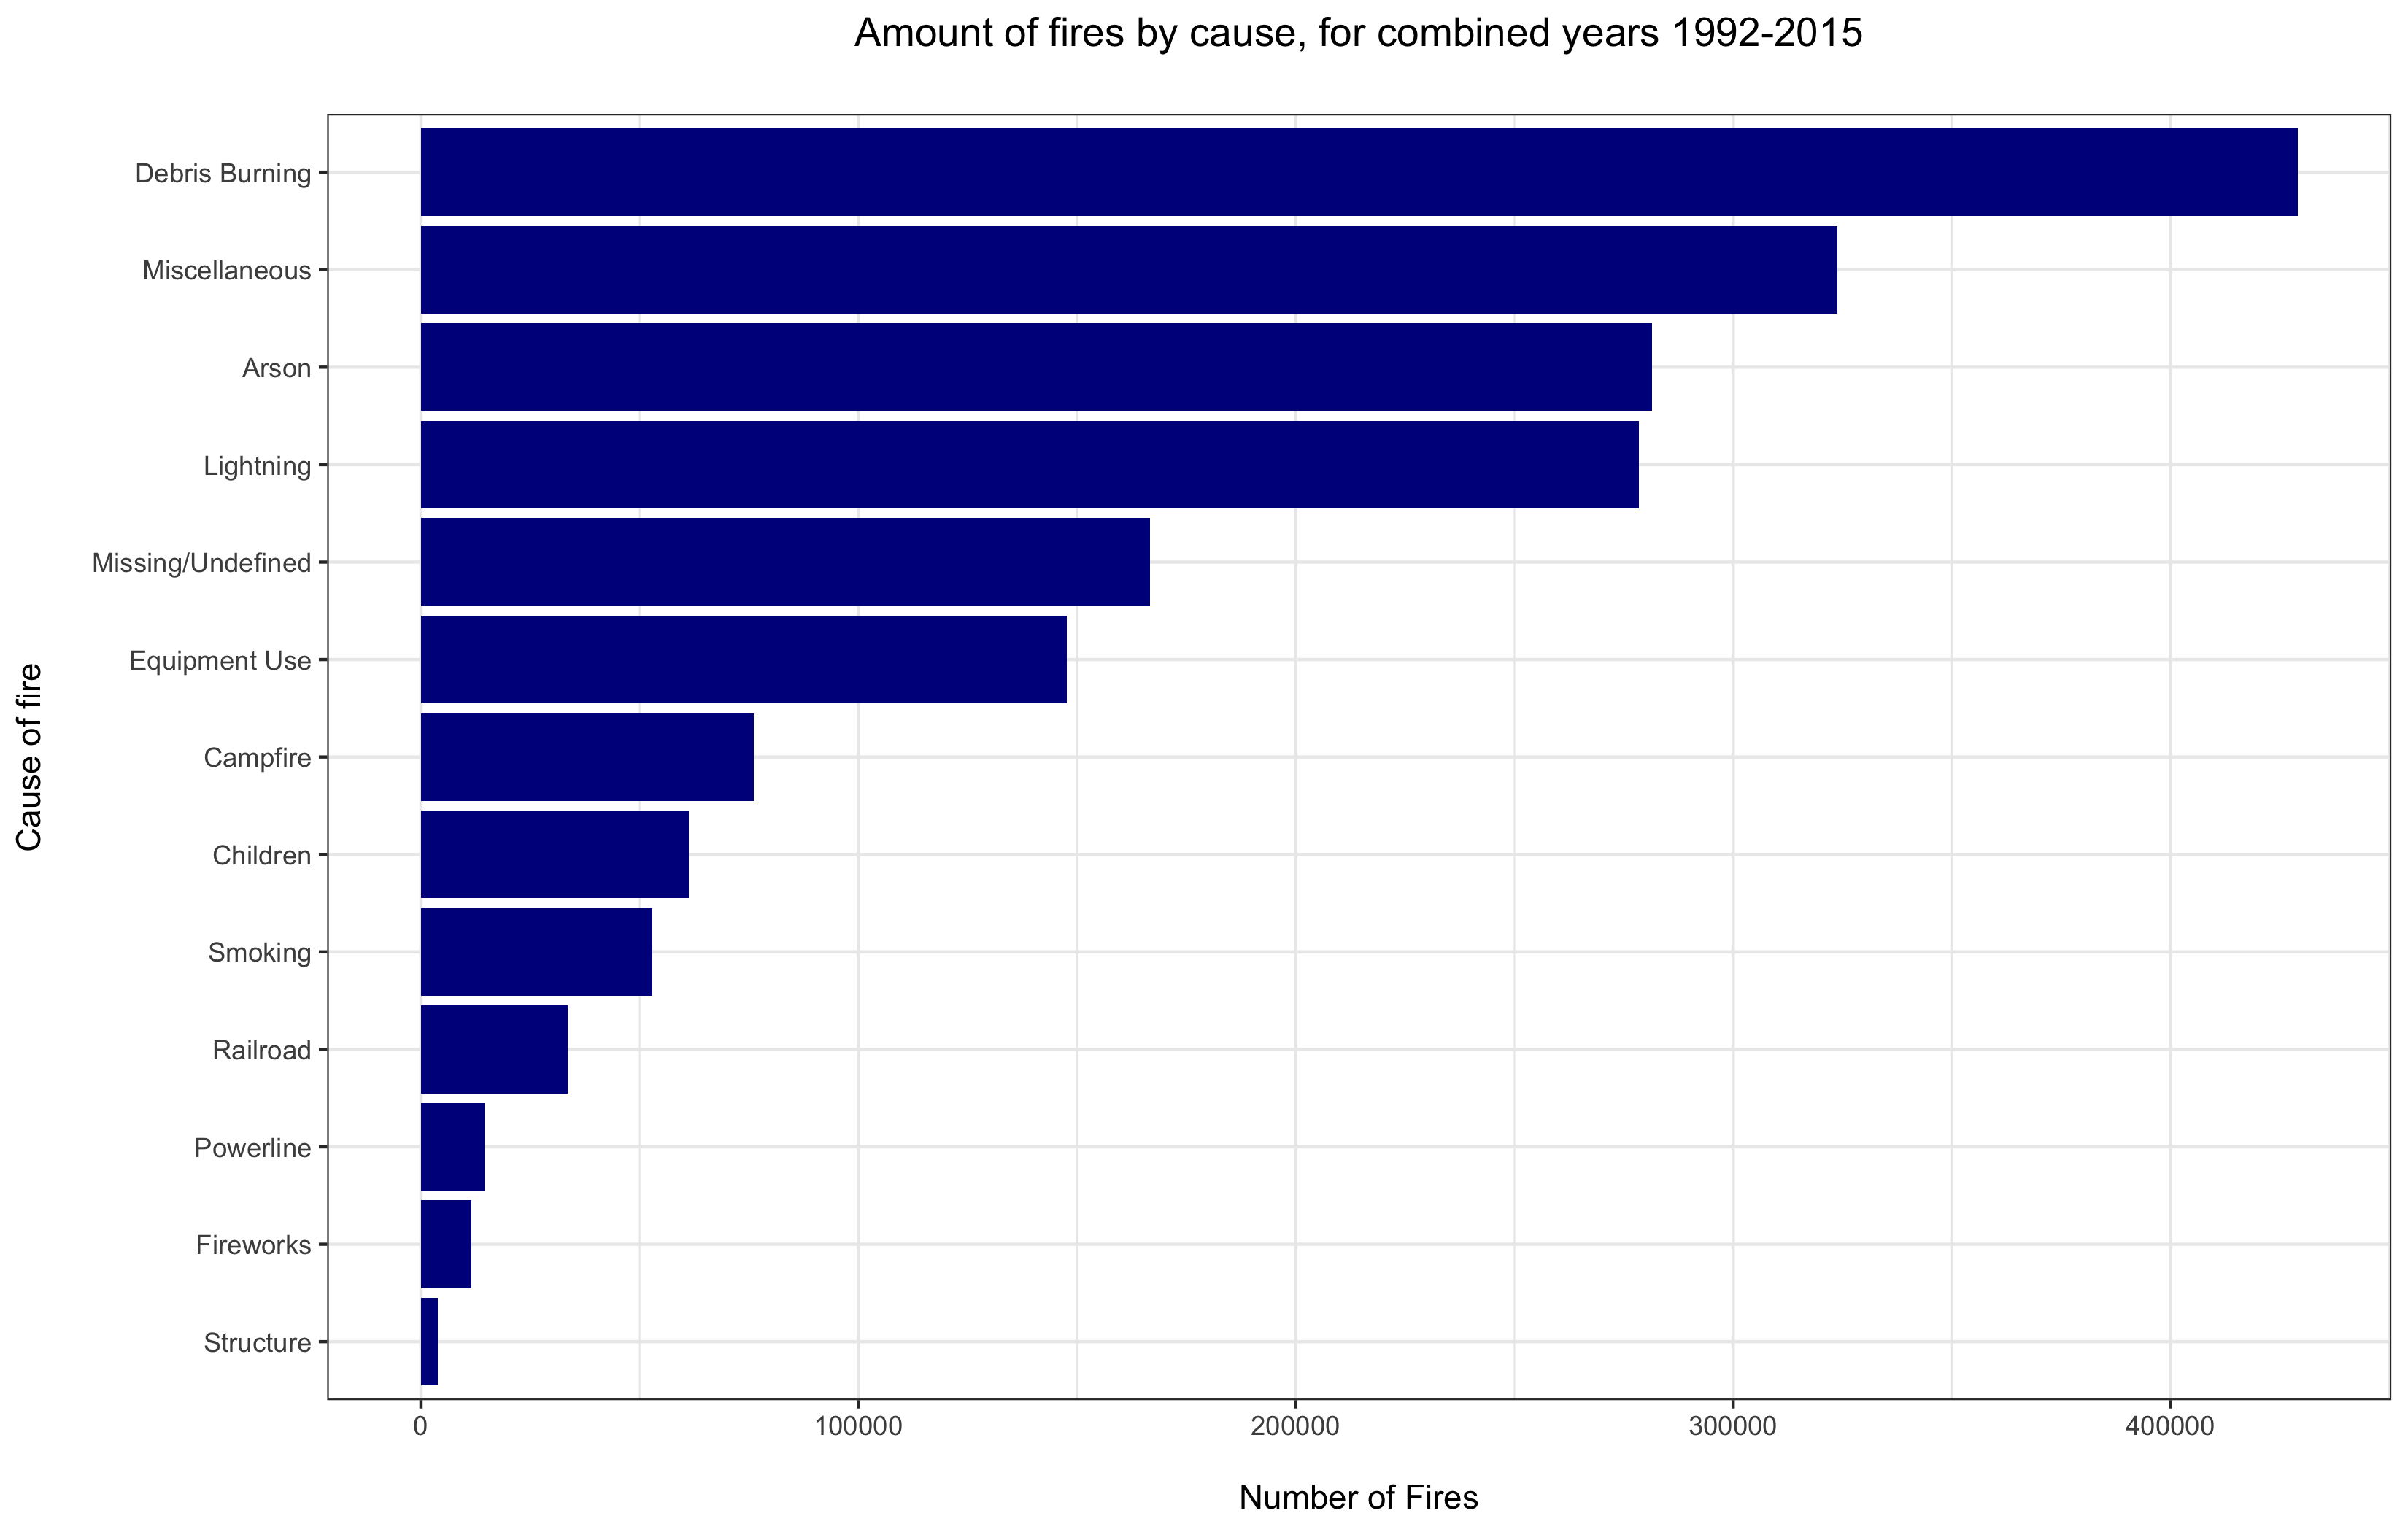 Amount of fires by cause, for combined years 1992-2015
Cause of fire
Debris Burning
Miscellaneous
Arson
Lightning
Missing/Undefined
Equipment Use
Campfire
Children
Smoking
Railroad
Powerline
Fireworks
Structure
0 100000 200000 300000 400000
Number of Fires